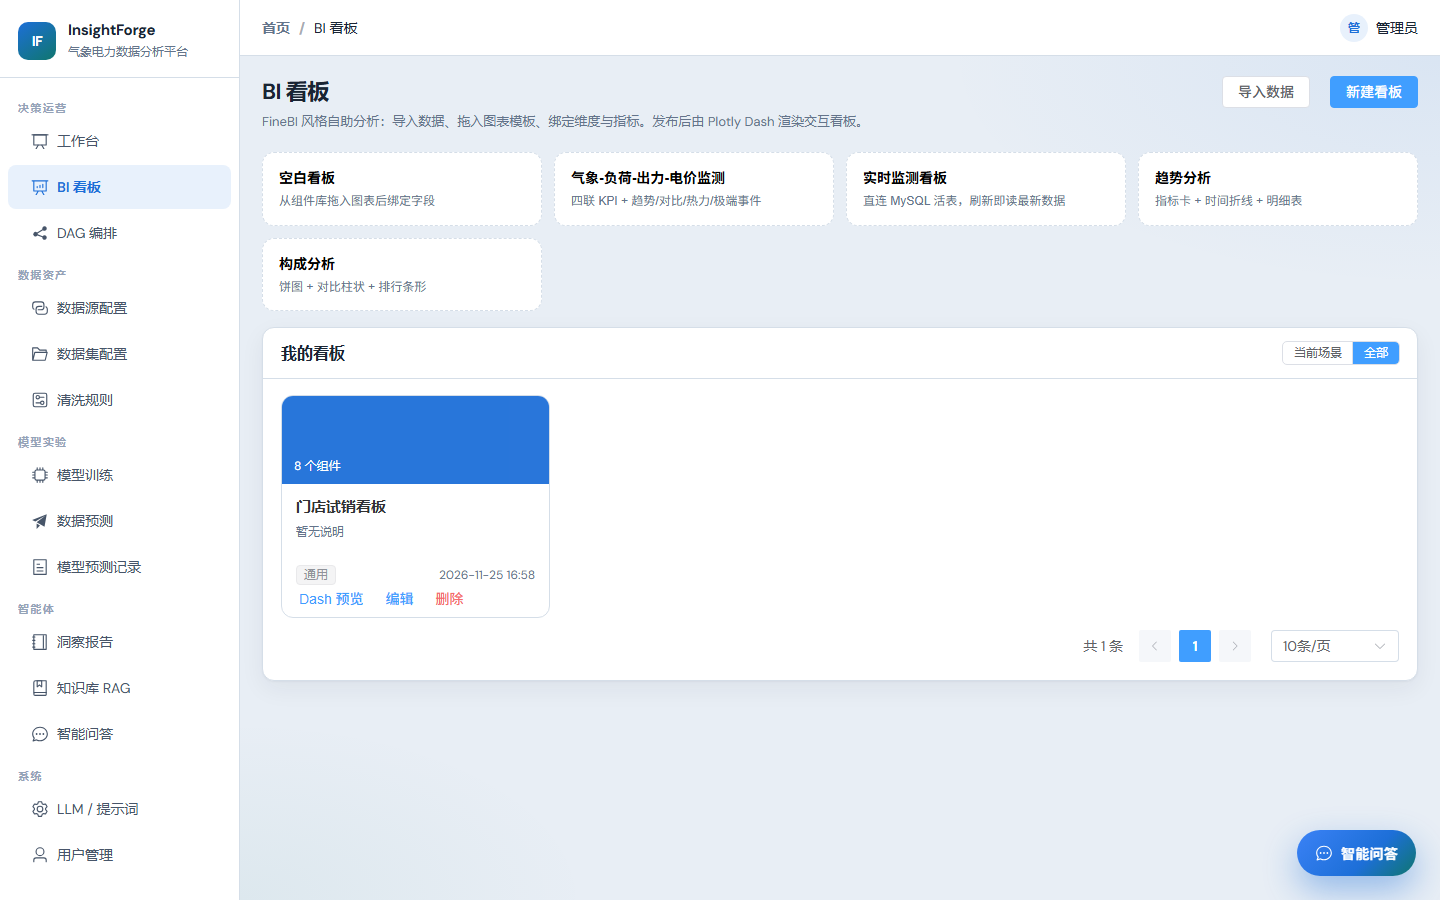 IF
InsightForge
气象电力数据分析平台
决策运营
工作台
BI 看板
DAG 编排
数据资产
数据源配置
数据集配置
清洗规则
模型实验
模型训练
数据预测
模型预测记录
智能体
洞察报告
知识库 RAG
智能问答
系统
LLM / 提示词
用户管理
首页 / BI 看板
管 管理员
BI 看板
FineBI 风格自助分析：导入数据、拖入图表模板、绑定维度与指标。发布后由 Plotly Dash 渲染交互看板。
导入数据
新建看板
空白看板
从组件库拖入图表后绑定字段
气象-负荷-出力-电价监测
四联 KPI + 趋势/对比/热力/极端事件
实时监测看板
直连 MySQL 活表，刷新即读最新数据
趋势分析
指标卡 + 时间折线 + 明细表
构成分析
饼图 + 对比柱状 + 排行条形
我的看板
当前场景 全部
8 个组件
门店试销看板
暂无说明
通用 2026-11-25 16:58
Dash 预览 编辑 删除
共 1 条 1 10条/页
智能问答